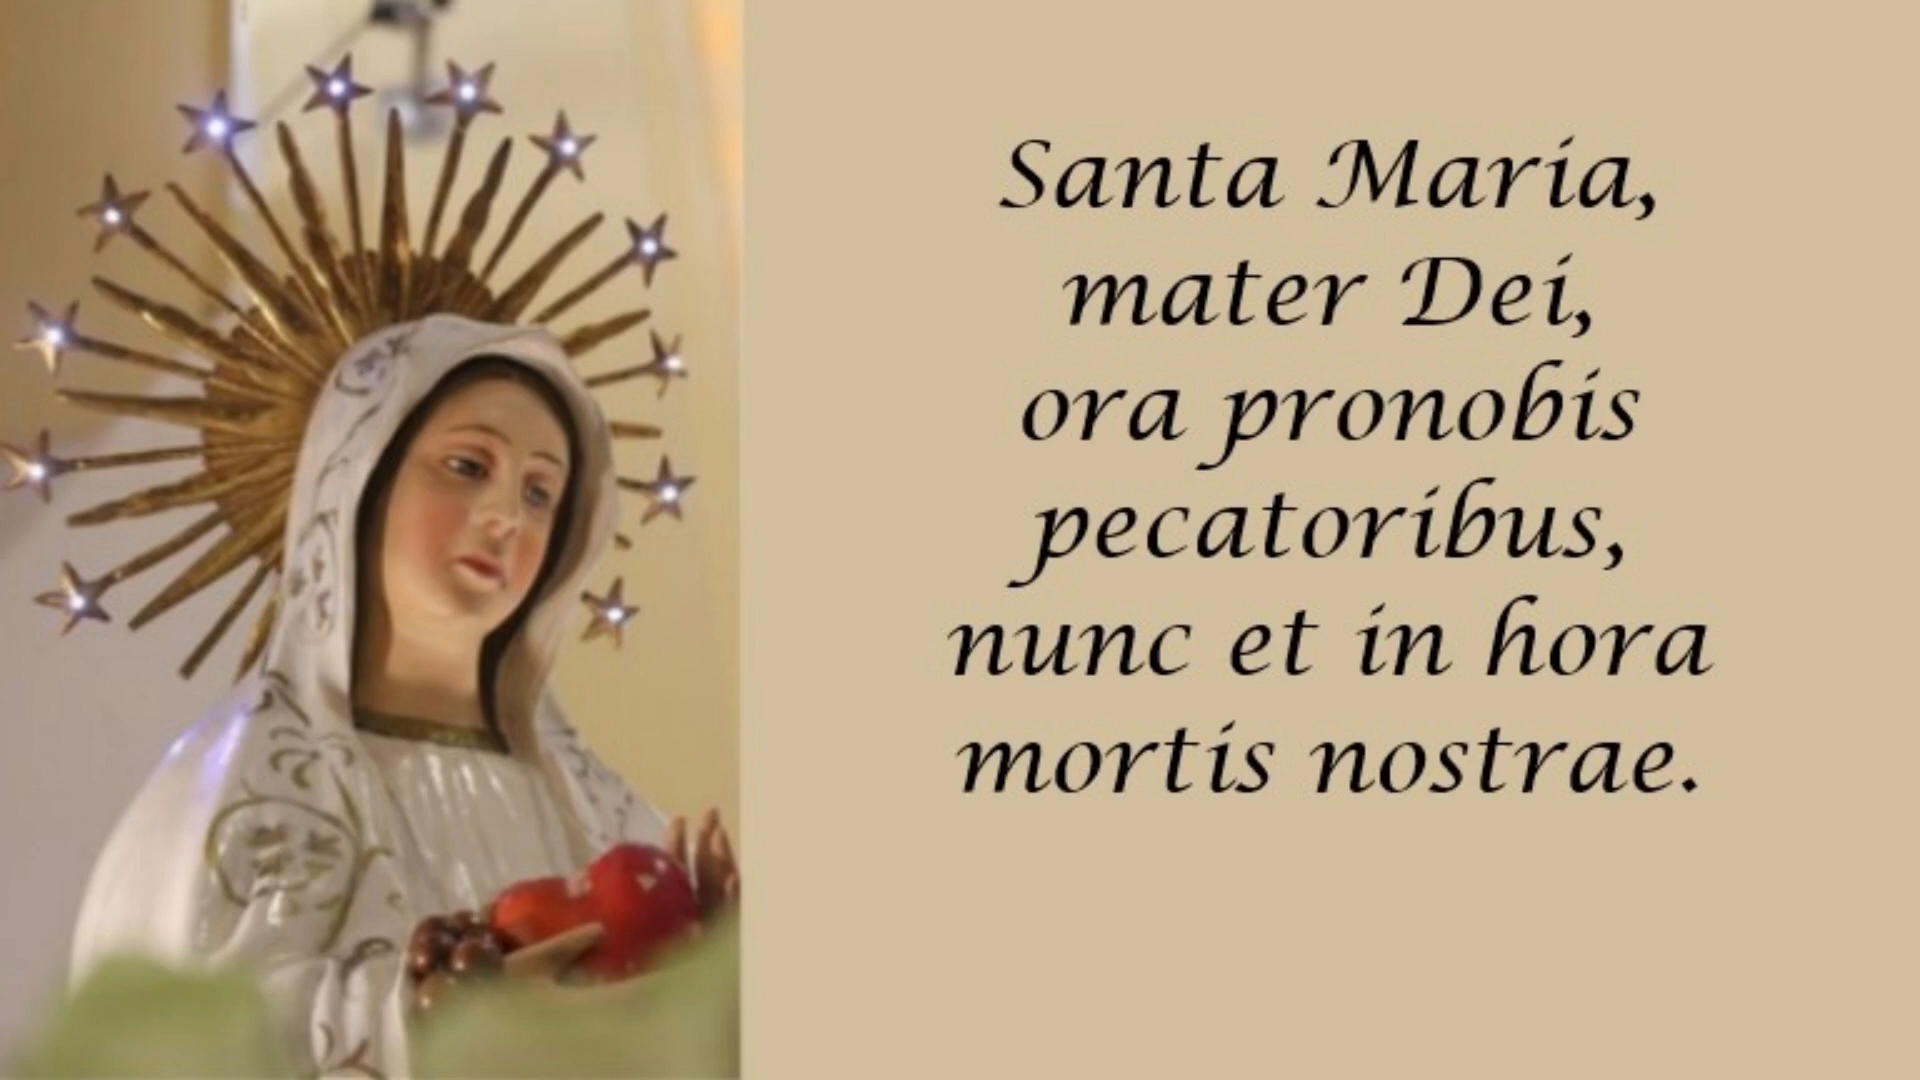 Santa Maria,
mater Dei,
ora pronobis
pecatoribus,
nunc et in hora
mortis nostrae.